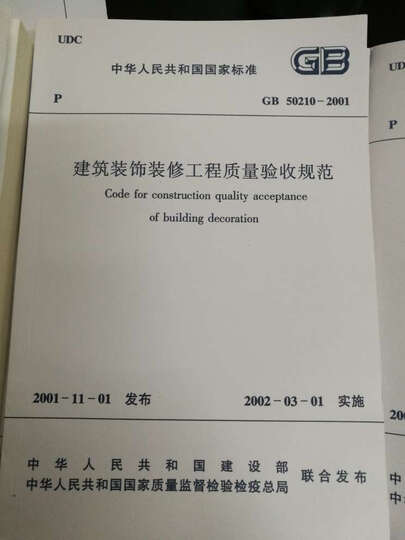 UDC
中华人民共和国国家标准
GB
P
GB 50210-2001
建筑装饰装修工程质量验收规范
Code for construction quality acceptance
of building decoration
2001-11-01 发布
2002-03-01 实施
中华人民共和国建设部
中华人民共和国国家质量监督检验检疫总局
联合发布
UD
P
200
中
中